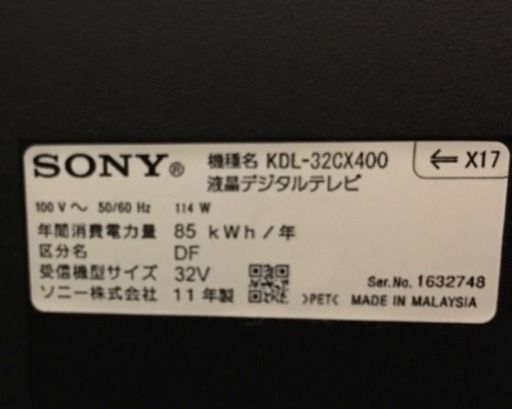 SONY® 機種名 KDL-32CX400 ← X17
液晶デジタルテレビ
100 V ～ 50/60 Hz 114 W
年間消費電力量 85 kWh/年
区分名 DF
受信機型サイズ 32V
ソニー株式会社 11年製 >PET< MADE IN MALAYSIA
Ser.No. 1632748